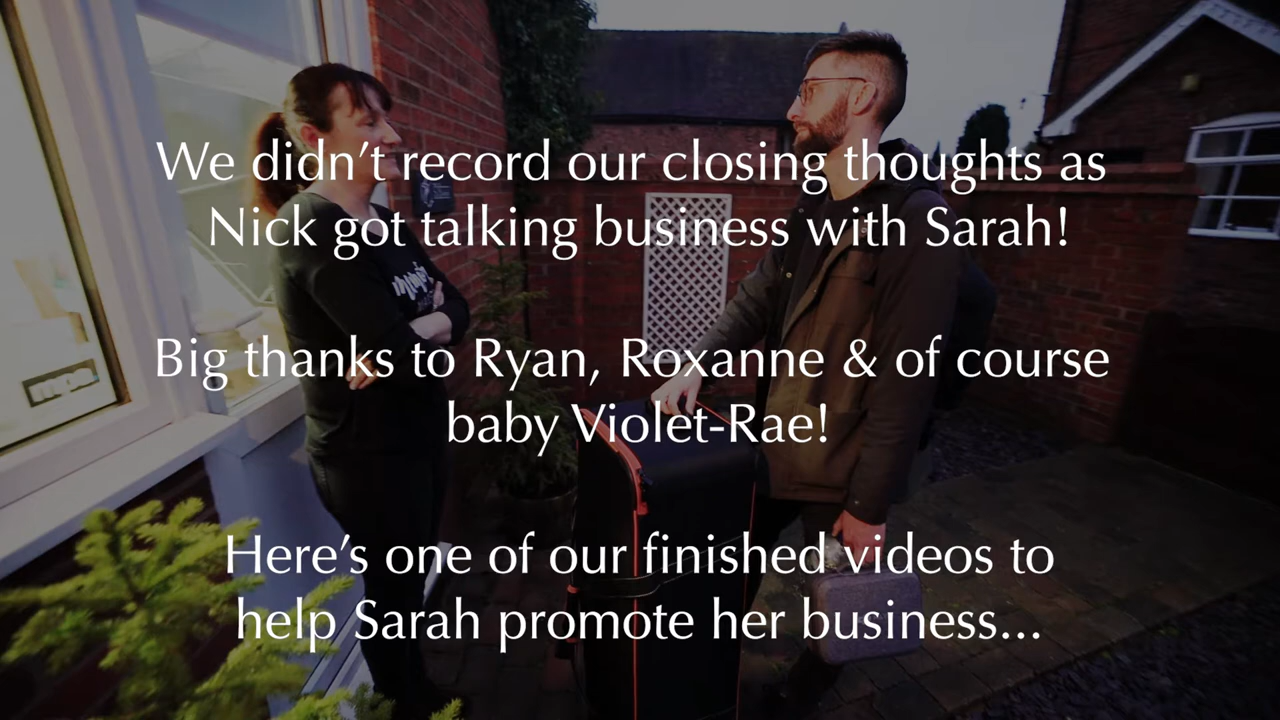 We didn’t record our closing thoughts as
Nick got talking business with Sarah!
Big thanks to Ryan, Roxanne & of course
baby Violet-Rae!
Here’s one of our finished videos to
help Sarah promote her business...